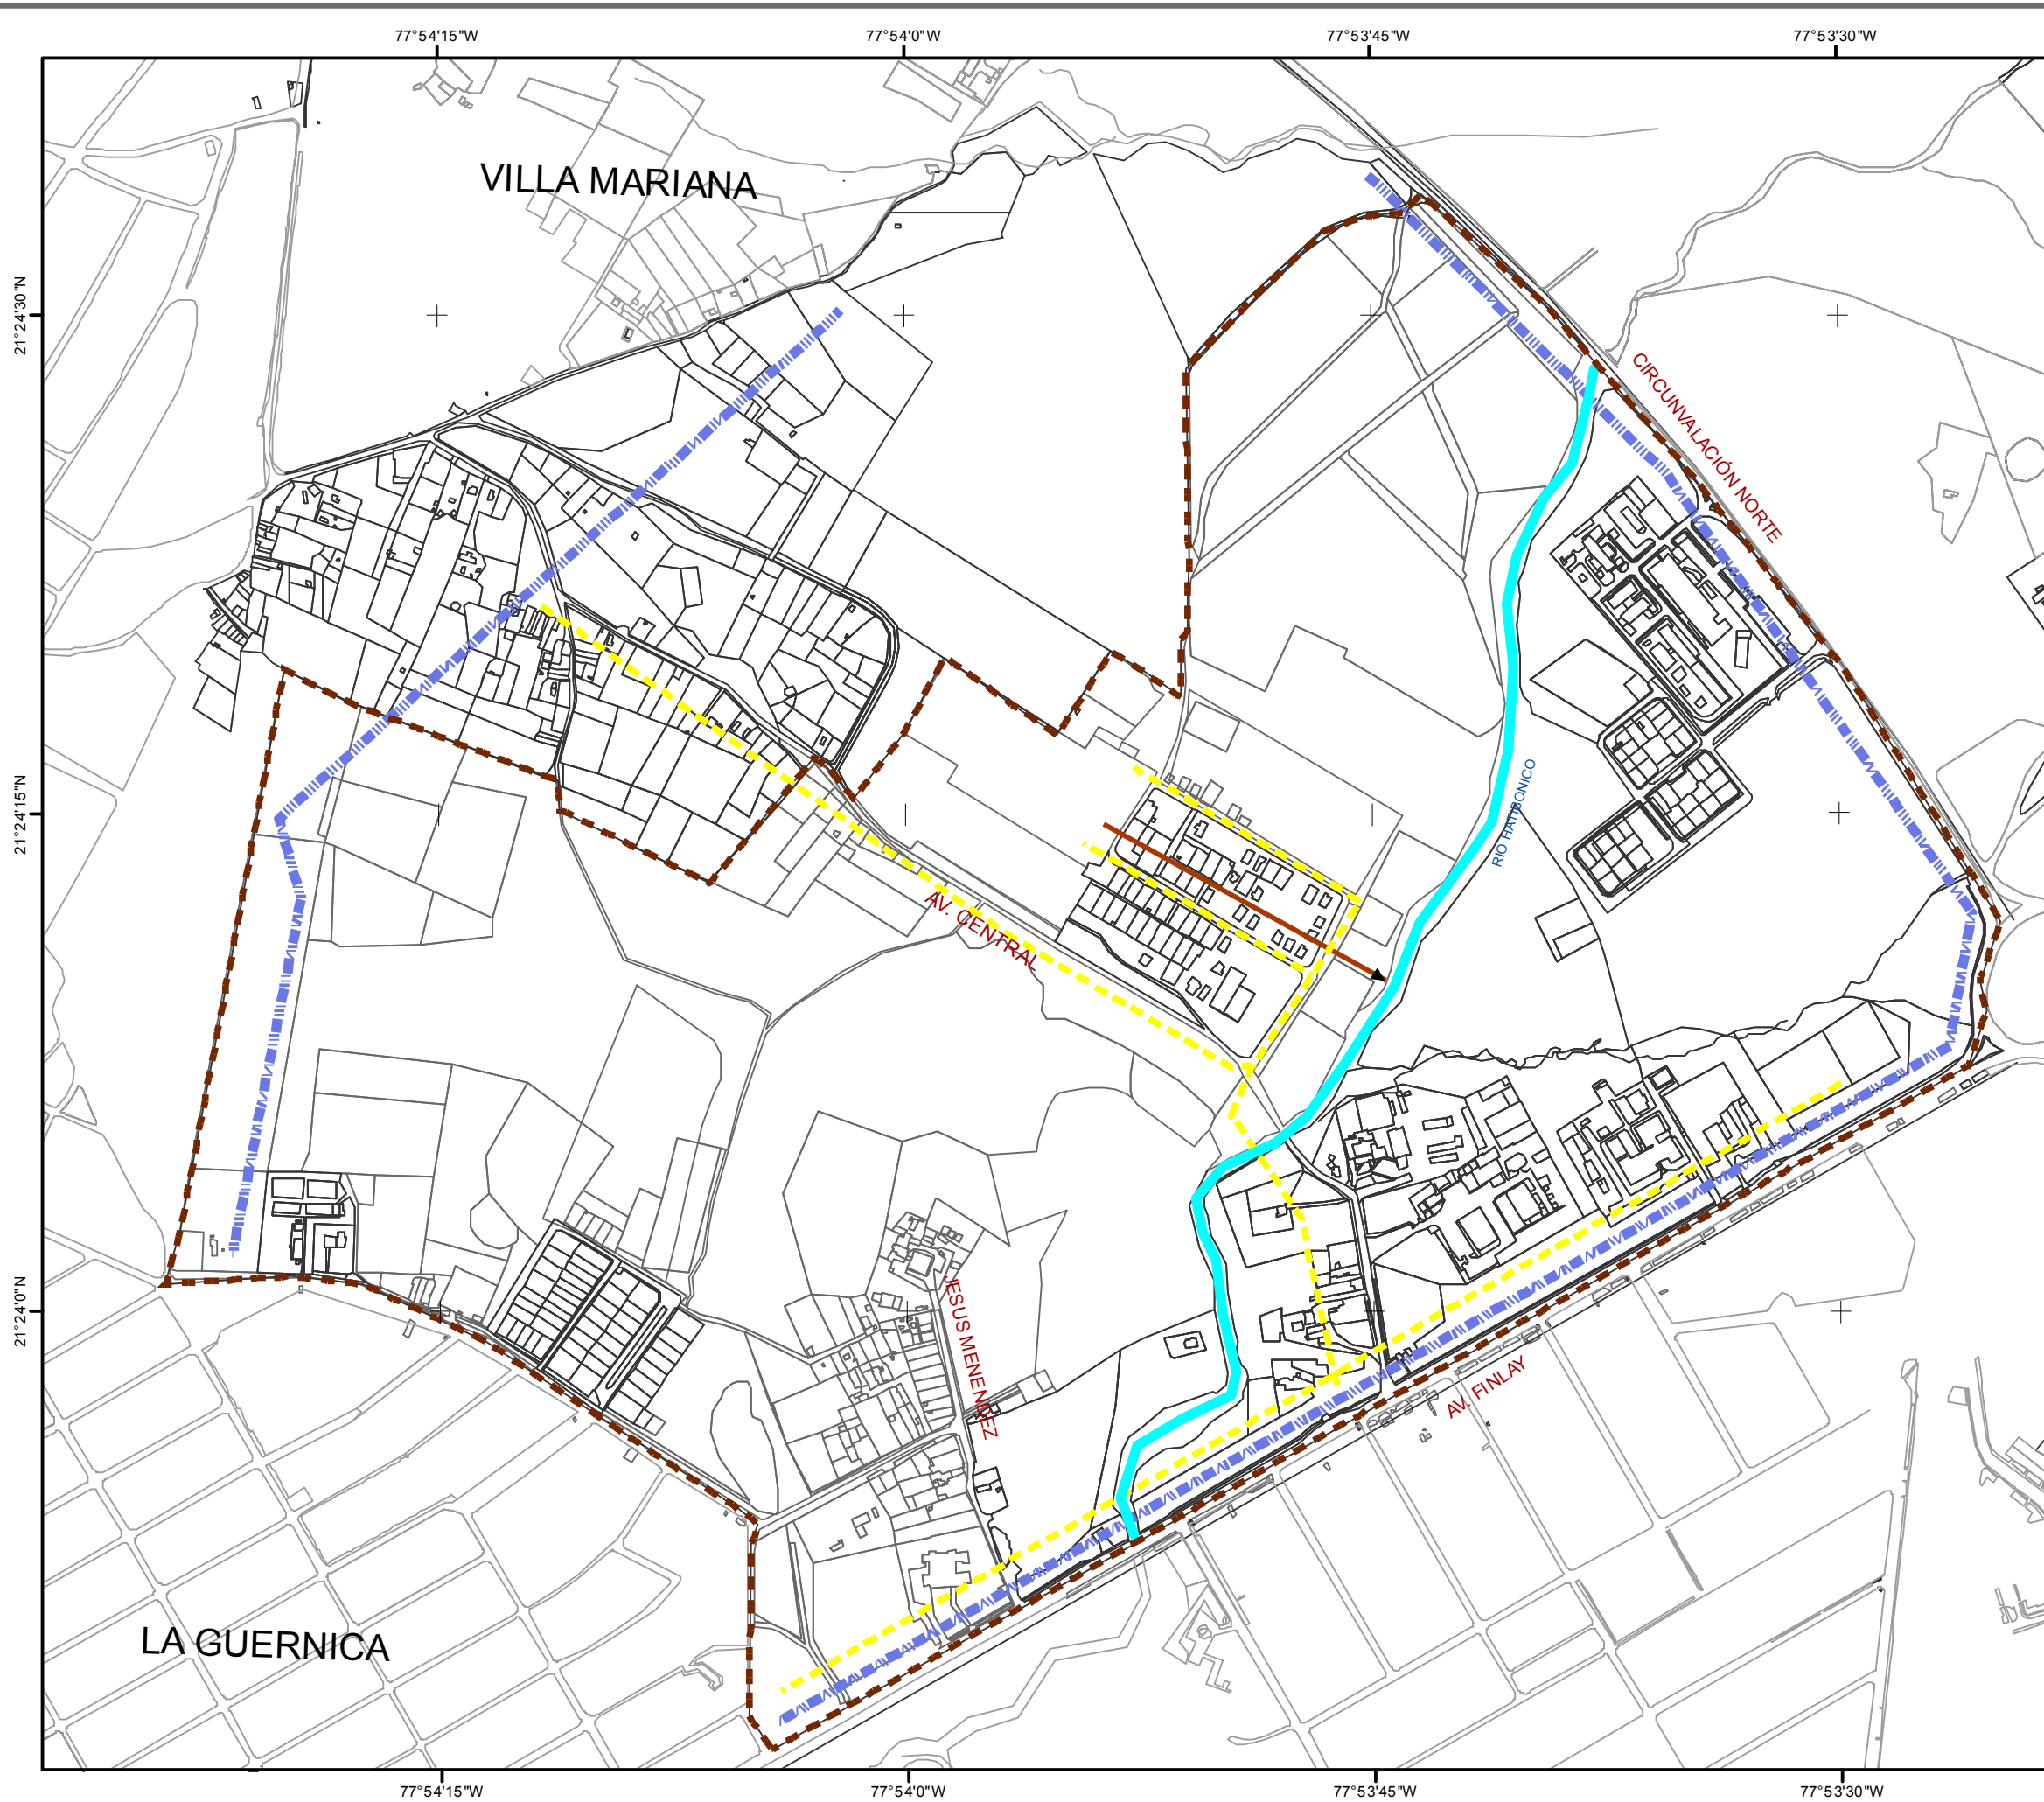 77°54'15"W
77°54'0"W
77°53'45"W
77°53'30"W
VILLA MARIANA
21°24'30"N
CIRCUNVALACIÓN NORTE
21°24'15"N
RIO HATIBONICO
AV. CENTRAL
21°24'0"N
JESUS MENENDEZ
AV. FINLAY
LA GUERNICA
77°54'15"W
77°54'0"W
77°53'45"W
77°53'30"W